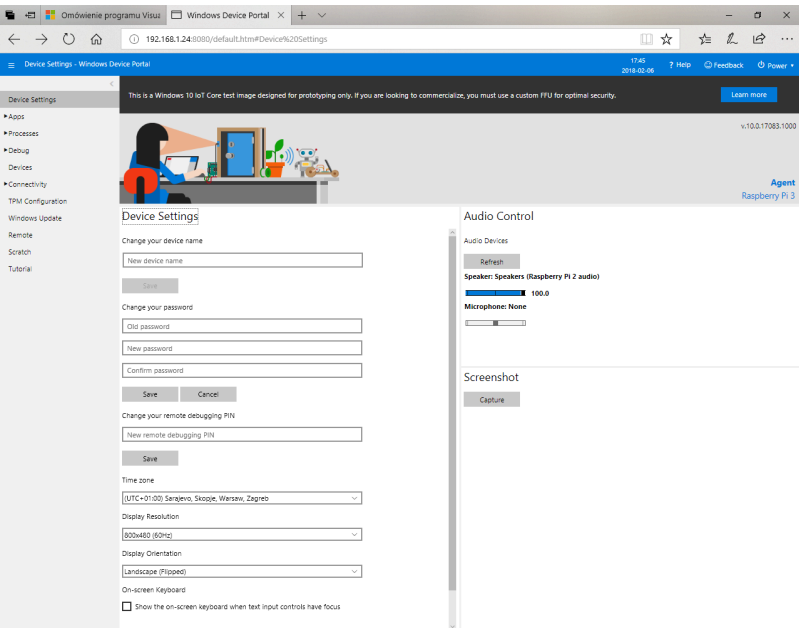 Omówienie programu Visua
Windows Device Portal
192.168.1.24:8080/default.htm#Device%20Settings
Device Settings - Windows Device Portal
17:45
2018-02-06
? Help
Feedback
Power
This is a Windows 10 IoT Core test image designed for prototyping only. If you are looking to commercialize, you must use a custom FFU for optimal security.
Learn more
Device Settings
Apps
Processes
Debug
Devices
Connectivity
TPM Configuration
Windows Update
Remote
Scratch
Tutorial
v.10.0.17083.1000
Agent
Raspberry Pi 3
Device Settings
Change your device name
New device name
Save
Change your password
Old password
New password
Confirm password
Save
Cancel
Change your remote debugging PIN
New remote debugging PIN
Save
Time zone
(UTC+01:00) Sarajevo, Skopje, Warsaw, Zagreb
Display Resolution
800x480 (60Hz)
Display Orientation
Landscape (Flipped)
On-screen Keyboard
Show the on-screen keyboard when text input controls have focus
Audio Control
Audio Devices
Refresh
Speaker: Speakers (Raspberry Pi 2 audio)
100.0
Microphone: None
Screenshot
Capture